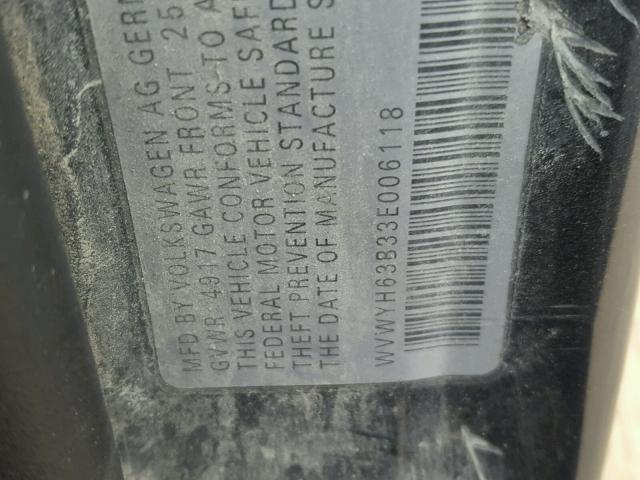 MFD BY VOLKSWAGEN AG GERM
GVWR 4917 GAWR FRONT 25
THIS VEHICLE CONFORMS TO A
FEDERAL MOTOR VEHICLE SAF
THEFT PREVENTION STANDARD
THE DATE OF MANUFACTURE S
WVWYH63B33E006118